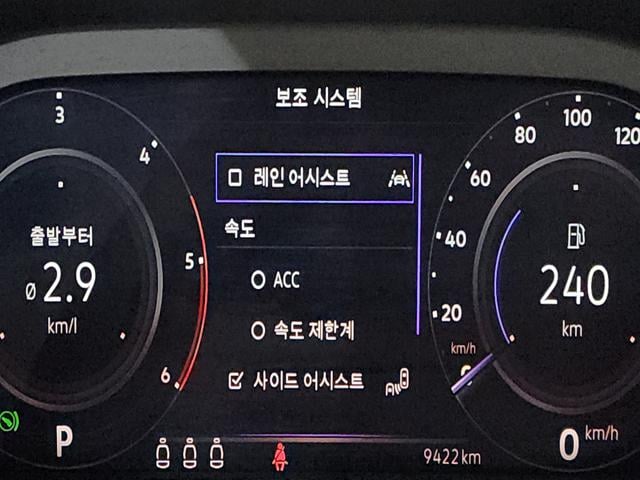 보조 시스템
레인 어시스트
속도
ACC
속도 제한계
사이드 어시스트
3
4
5
6
출발부터
Ø 2.9
km/l
P
20
40
60
80
100
120
km/h
240
km
9422 km
0 km/h